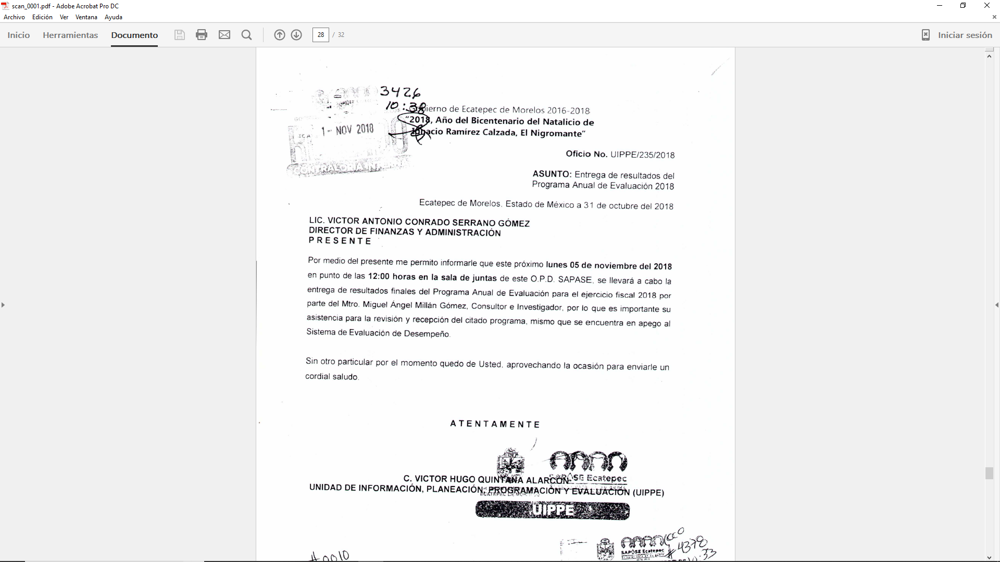 scan_0001.pdf - Adobe Acrobat Pro DC
Archivo Edición Ver Ventana Ayuda
Inicio Herramientas Documento 28 / 32 Iniciar sesión
3426
10:38
Gobierno de Ecatepec de Morelos 2016-2018
"2018, Año del Bicentenario del Natalicio de
Ignacio Ramírez Calzada, El Nigromante"
1- NOV 2018
CONTRALORIA INTERNA
Oficio No. UIPPE/235/2018
ASUNTO: Entrega de resultados del
Programa Anual de Evaluación 2018
Ecatepec de Morelos, Estado de México a 31 de octubre del 2018
LIC. VICTOR ANTONIO CONRADO SERRANO GÓMEZ
DIRECTOR DE FINANZAS Y ADMINISTRACIÓN
P R E S E N T E
Por medio del presente me permito informarle que este próximo lunes 05 de noviembre del 2018
en punto de las 12:00 horas en la sala de juntas de este O.P.D. SAPASE, se llevará a cabo la
entrega de resultados finales del Programa Anual de Evaluación para el ejercicio fiscal 2018 por
parte del Mtro. Miguel Ángel Millán Gómez, Consultor e Investigador, por lo que es importante su
asistencia para la revisión y recepción del citado programa, mismo que se encuentra en apego al
Sistema de Evaluación de Desempeño.
Sin otro particular por el momento quedo de Usted, aprovechando la ocasión para enviarle un
cordial saludo.
A T E N T A M E N T E
SAPASE Ecatepec
C. VICTOR HUGO QUINTANA ALARCÓN
UNIDAD DE INFORMACIÓN, PLANEACIÓN, PROGRAMACIÓN Y EVALUACIÓN (UIPPE)
ECATEPEC DE MORELOS
UIPPE
SAPASE Ecatepec
#4378
#0010